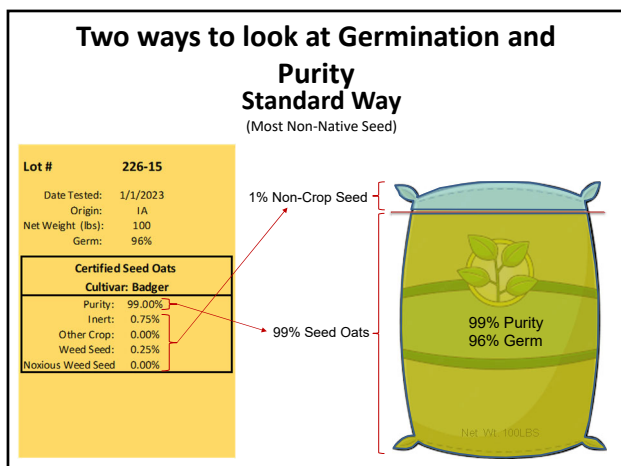 Two ways to look at Germination and
Purity
Standard Way
(Most Non-Native Seed)
Lot # 226-15
Date Tested: 1/1/2023
Origin: IA
Net Weight (lbs): 100
Germ: 96%
Certified Seed Oats
Cultivar: Badger
Purity: 99.00%
Inert: 0.75%
Other Crop: 0.00%
Weed Seed: 0.25%
Noxious Weed Seed 0.00%
1% Non-Crop Seed
99% Seed Oats
99% Purity
96% Germ
Net. Wt. 100LBS